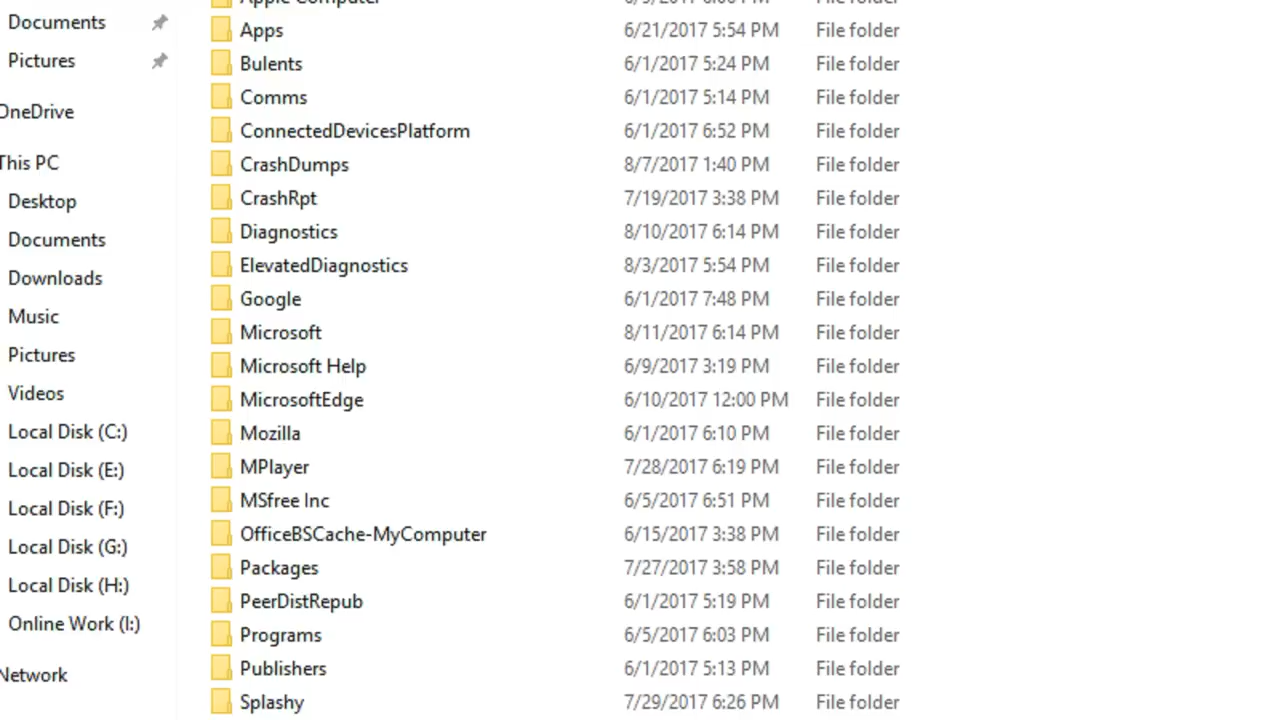 Documents
Pictures
OneDrive
This PC
Desktop
Documents
Downloads
Music
Pictures
Videos
Local Disk (C:)
Local Disk (E:)
Local Disk (F:)
Local Disk (G:)
Local Disk (H:)
Online Work (I:)
Network
Apple Computer
Apps 6/21/2017 5:54 PM File folder
Bulents 6/1/2017 5:24 PM File folder
Comms 6/1/2017 5:14 PM File folder
ConnectedDevicesPlatform 6/1/2017 6:52 PM File folder
CrashDumps 8/7/2017 1:40 PM File folder
CrashRpt 7/19/2017 3:38 PM File folder
Diagnostics 8/10/2017 6:14 PM File folder
ElevatedDiagnostics 8/3/2017 5:54 PM File folder
Google 6/1/2017 7:48 PM File folder
Microsoft 8/11/2017 6:14 PM File folder
Microsoft Help 6/9/2017 3:19 PM File folder
MicrosoftEdge 6/10/2017 12:00 PM File folder
Mozilla 6/1/2017 6:10 PM File folder
MPlayer 7/28/2017 6:19 PM File folder
MSfree Inc 6/5/2017 6:51 PM File folder
OfficeBSCache-MyComputer 6/15/2017 3:38 PM File folder
Packages 7/27/2017 3:58 PM File folder
PeerDistRepub 6/1/2017 5:19 PM File folder
Programs 6/5/2017 6:03 PM File folder
Publishers 6/1/2017 5:13 PM File folder
Splashy 7/29/2017 6:26 PM File folder